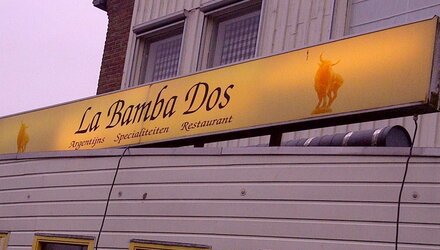 La Bamba Dos
Argentijns Specialiteiten Restaurant